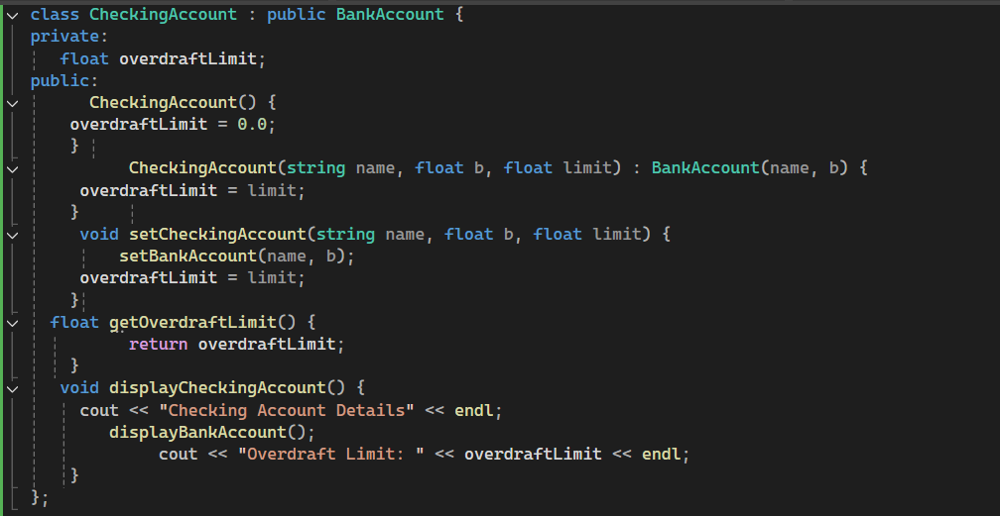 class CheckingAccount : public BankAccount {
private:
float overdraftLimit;
public:
CheckingAccount() {
overdraftLimit = 0.0;
}
CheckingAccount(string name, float b, float limit) : BankAccount(name, b) {
overdraftLimit = limit;
}
void setCheckingAccount(string name, float b, float limit) {
setBankAccount(name, b);
overdraftLimit = limit;
}
float getOverdraftLimit() {
return overdraftLimit;
}
void displayCheckingAccount() {
cout << "Checking Account Details" << endl;
displayBankAccount();
cout << "Overdraft Limit: " << overdraftLimit << endl;
}
};